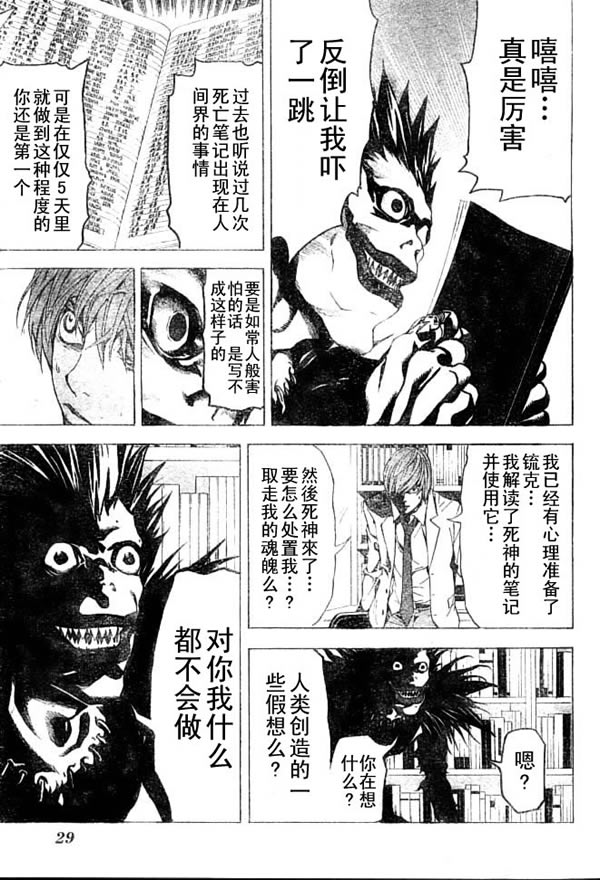 嘻嘻…
真是厉害
反倒让我吓
了一跳
过去也听说过几次
死亡笔记出现在人
间界的事情
可是在仅仅5天里
就做到这种程度的
你还是第一个
要是如常人般害
怕的话 是写不
成这样子的
我已经有心理准备了
锍克…
我解读了死神的笔记
并使用它…
然後死神來了…
要怎么处置我…?
取走我的魂魄么?
嗯?
你在想
什么?
人类创造的一
些假想么?
对你我什么
都不会做
29